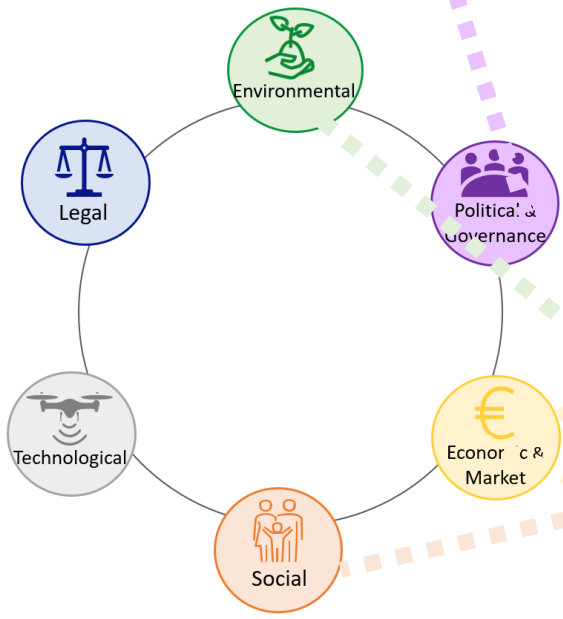 Environmental
Legal
Political &
Governance
Technological
Economic &
Market
Social